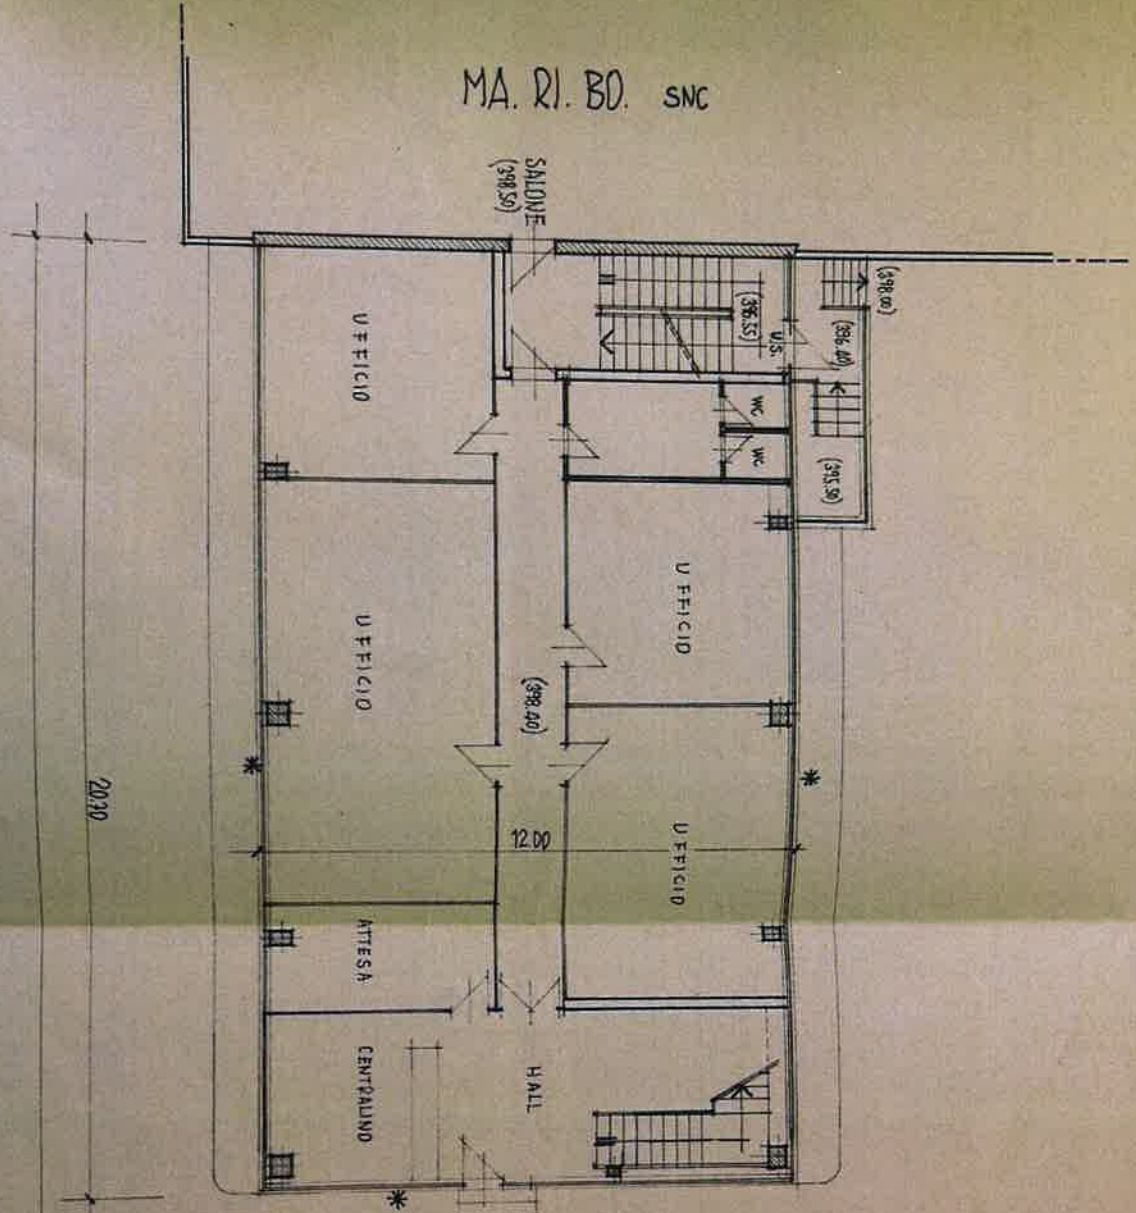 MA. RI. BO. SNC
SALONE
(398.50)
(398.00)
(396.40)
(396.55)
U.S.
WC
WC
(395.50)
UFFICIO
UFFICIO
UFFICIO
(398.40)
UFFICIO
12.00
20.70
ATTESA
CENTRALINO
HALL